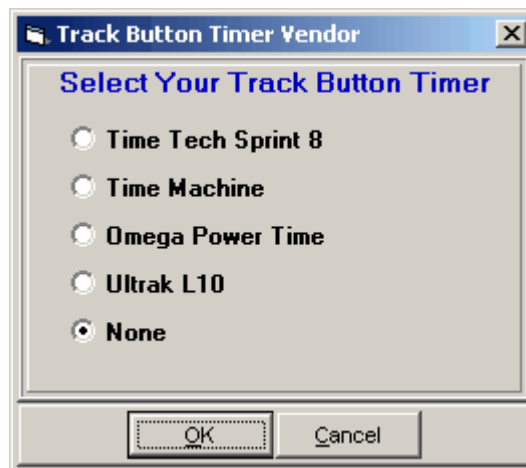 Track Button Timer Vendor
Select Your Track Button Timer
Time Tech Sprint 8
Time Machine
Omega Power Time
Ultrak L10
None
OK
Cancel